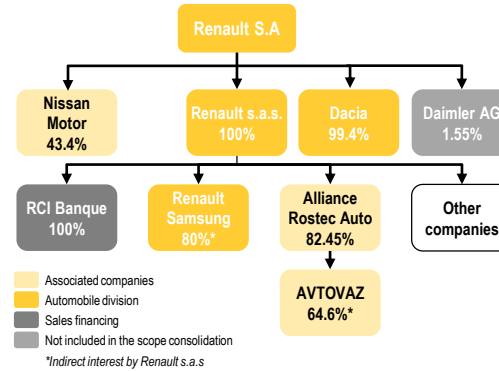 Renault S.A
Nissan
Motor
43.4%
Renault s.a.s.
100%
Dacia
99.4%
Daimler AG
1.55%
RCI Banque
100%
Renault
Samsung
80%*
Alliance
Rostec Auto
82.45%
Other
companies
AVTOVAZ
64.6%*
Associated companies
Automobile division
Sales financing
Not included in the scope consolidation
*Indirect interest by Renault s.a.s